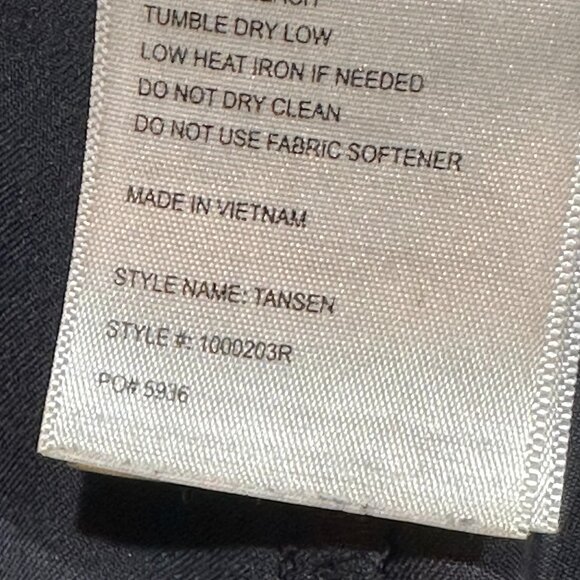 TUMBLE DRY LOW
LOW HEAT IRON IF NEEDED
DO NOT DRY CLEAN
DO NOT USE FABRIC SOFTENER
MADE IN VIETNAM
STYLE NAME: TANSEN
STYLE #: 1000203R
PO# 5936